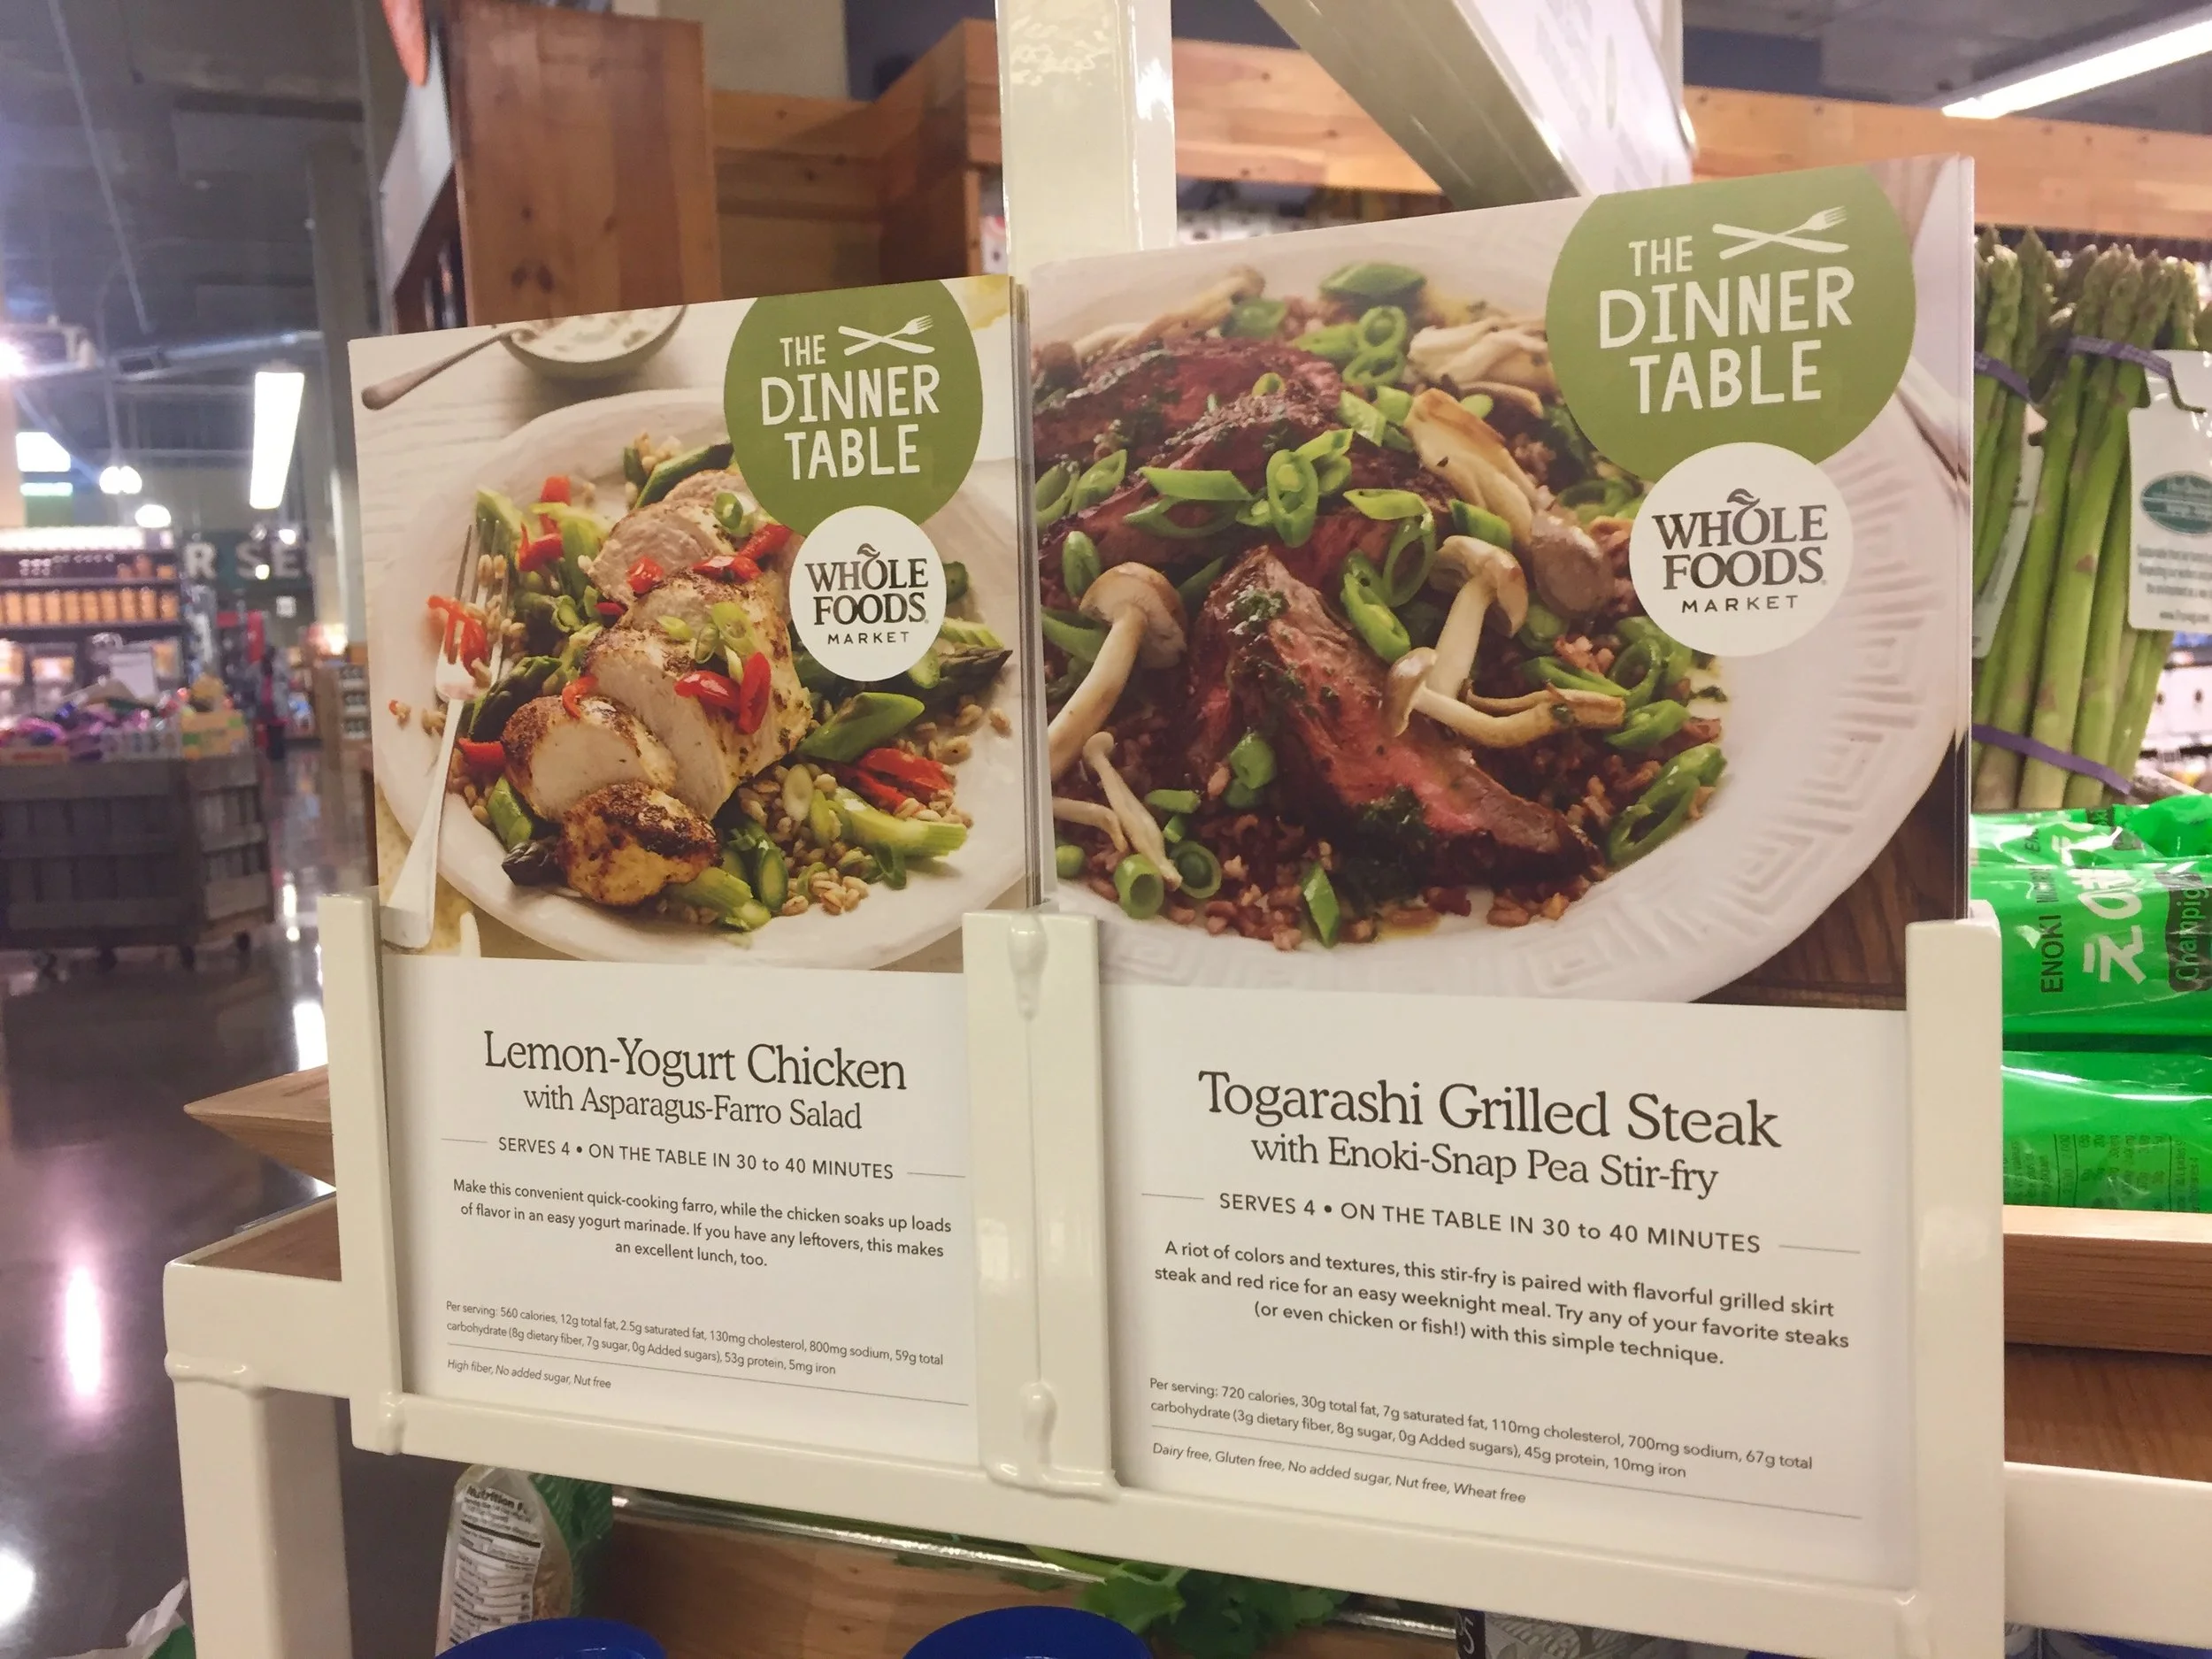 THE
DINNER
TABLE
WHOLE
FOODS
MARKET
Lemon-Yogurt Chicken
with Asparagus-Farro Salad
SERVES 4 • ON THE TABLE IN 30 to 40 MINUTES
Make this convenient quick-cooking farro, while the chicken soaks up loads
of flavor in an easy yogurt marinade. If you have any leftovers, this makes
an excellent lunch, too.
Per serving: 560 calories, 12g total fat, 2.5g saturated fat, 130mg cholesterol, 800mg sodium, 59g total
carbohydrate (8g dietary fiber, 7g sugar, 0g Added sugars), 53g protein, 5mg iron
High fiber, No added sugar, Nut free
THE
DINNER
TABLE
WHOLE
FOODS
MARKET
Togarashi Grilled Steak
with Enoki-Snap Pea Stir-fry
SERVES 4 • ON THE TABLE IN 30 to 40 MINUTES
A riot of colors and textures, this stir-fry is paired with flavorful grilled skirt
steak and red rice for an easy weeknight meal. Try any of your favorite steaks
(or even chicken or fish!) with this simple technique.
Per serving: 720 calories, 30g total fat, 7g saturated fat, 110mg cholesterol, 700mg sodium, 67g total
carbohydrate (3g dietary fiber, 8g sugar, 0g Added sugars), 45g protein, 10mg iron
Dairy free, Gluten free, No added sugar, Nut free, Wheat free
R SE
ENOKI
Champig
Nutrition